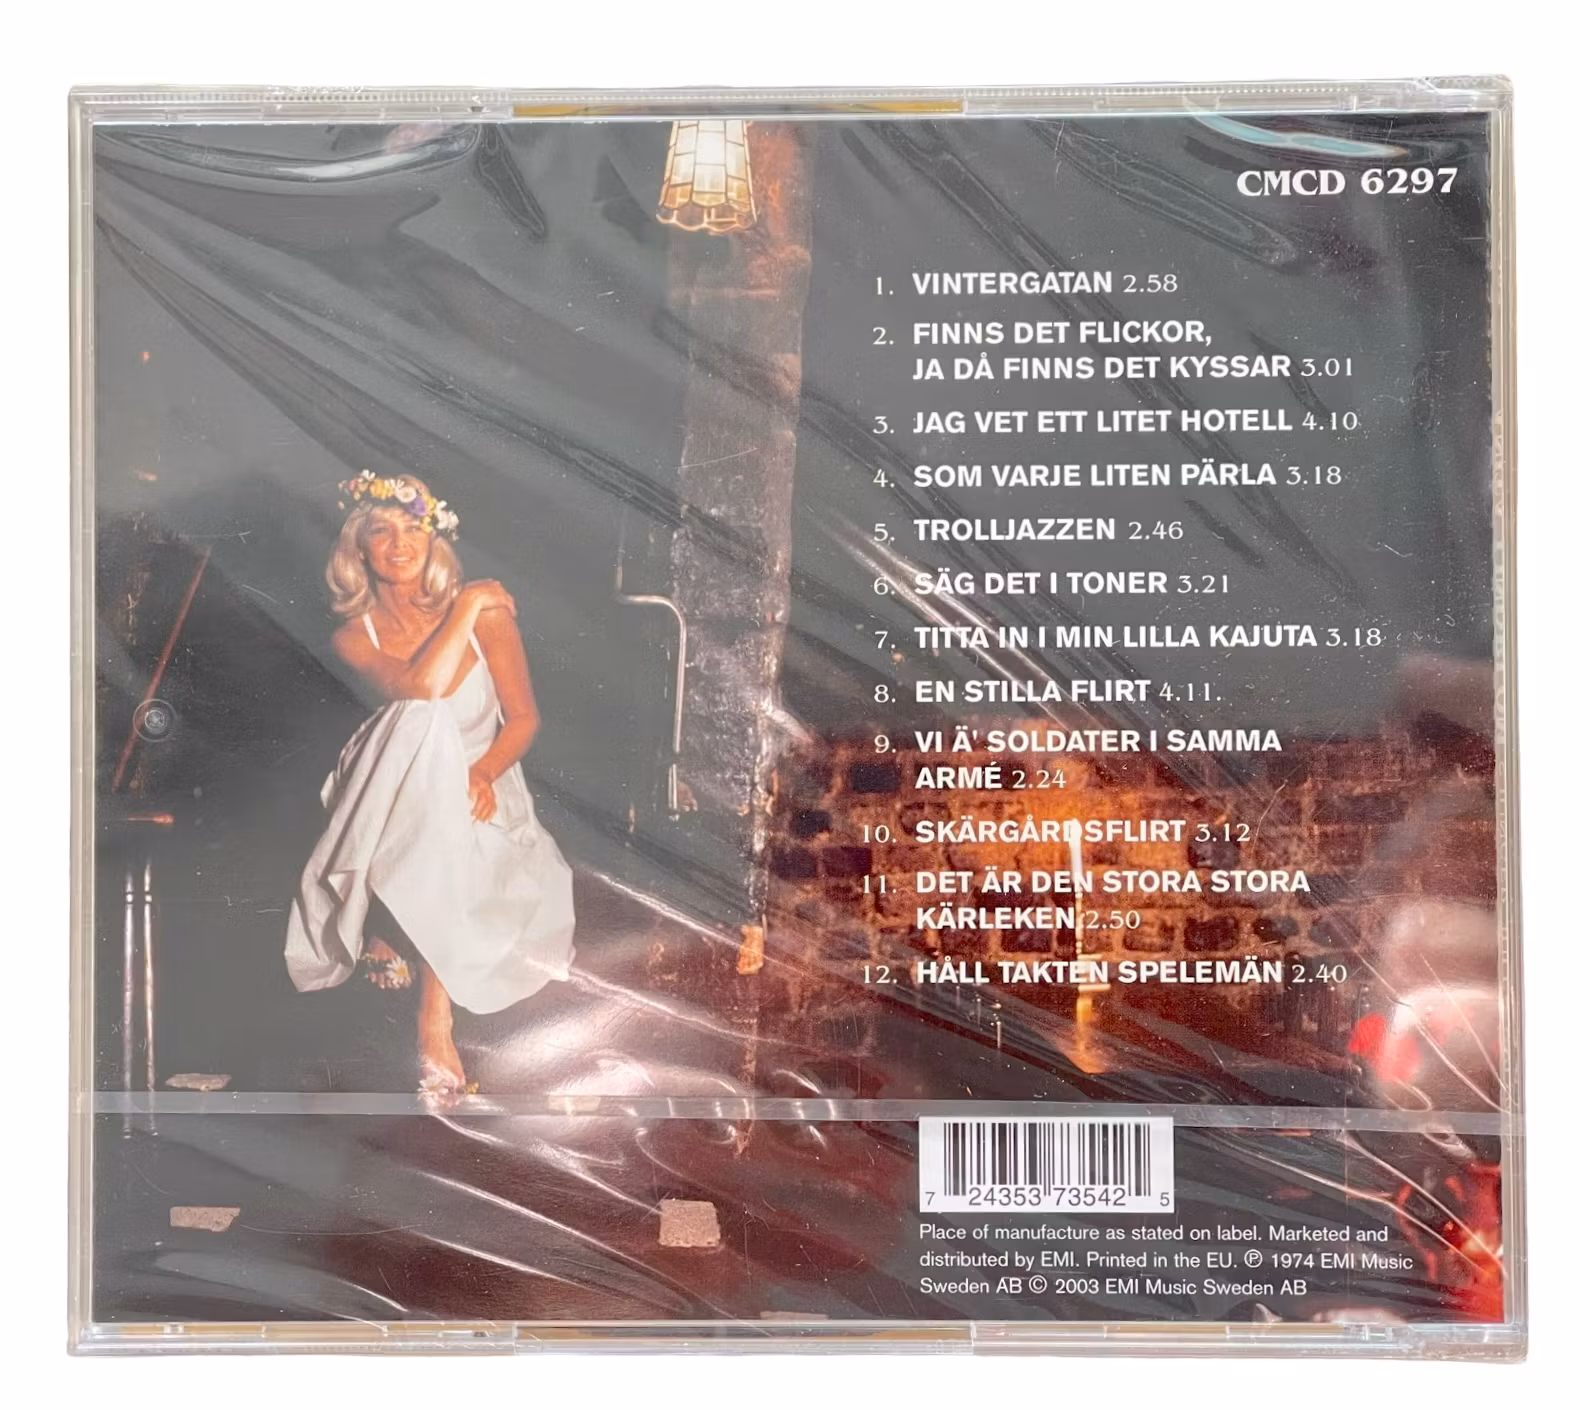 CMCD 6297
1. VINTERGATAN 2.58
2. FINNS DET FLICKOR,
JA DÅ FINNS DET KYSSAR 3.01
3. JAG VET ETT LITET HOTELL 4.10
4. SOM VARJE LITEN PÄRLA 3.18
5. TROLLJAZZEN 2.46
6. SÄG DET I TONER 3.21
7. TITTA IN I MIN LILLA KAJUTA 3.18
8. EN STILLA FLIRT 4.11.
9. VI Ä' SOLDATER I SAMMA
ARMÉ 2.24
10. SKÄRGÅRDSFLIRT 3.12
11. DET ÄR DEN STORA STORA
KÄRLEKEN 2.50
12. HÅLL TAKTEN SPELEMÄN 2.40
7 24353 73542 5
Place of manufacture as stated on label. Marketed and
distributed by EMI. Printed in the EU. ℗ 1974 EMI Music
Sweden AB © 2003 EMI Music Sweden AB